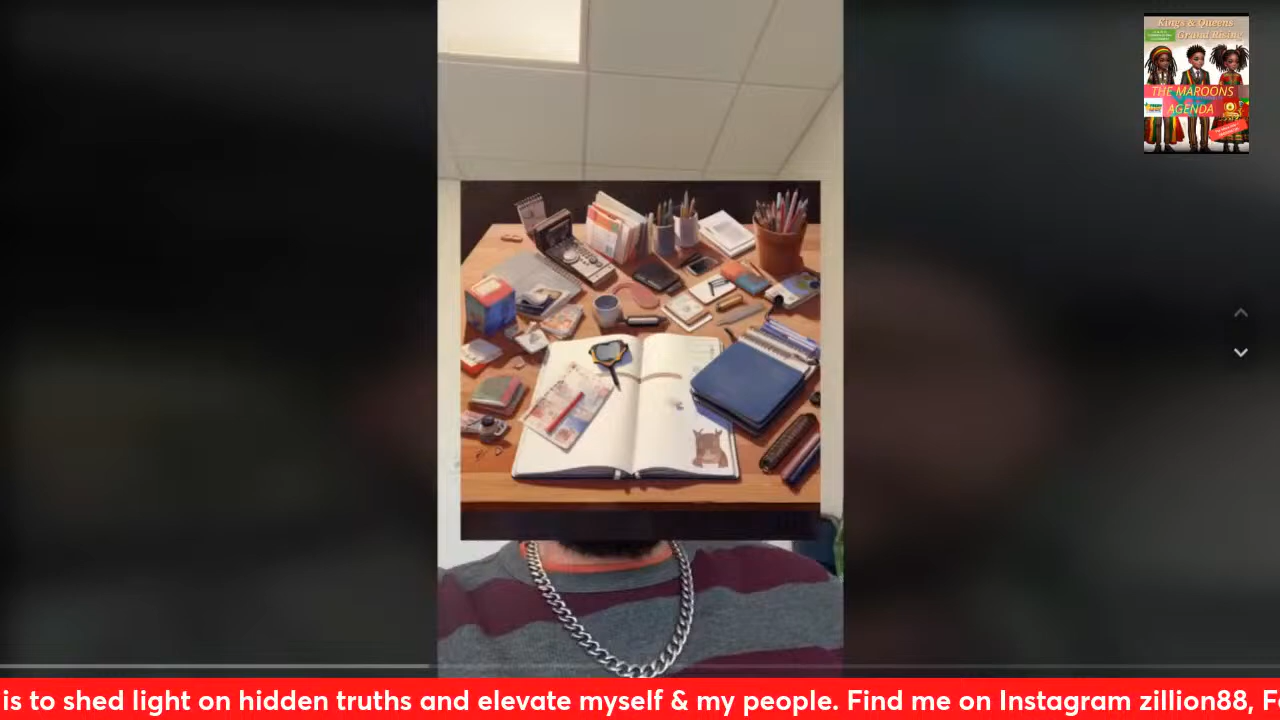 Kings & Queens
Grand Rising
THE MAROONS
AGENDA
is to shed light on hidden truths and elevate myself & my people. Find me on Instagram zillion88, F